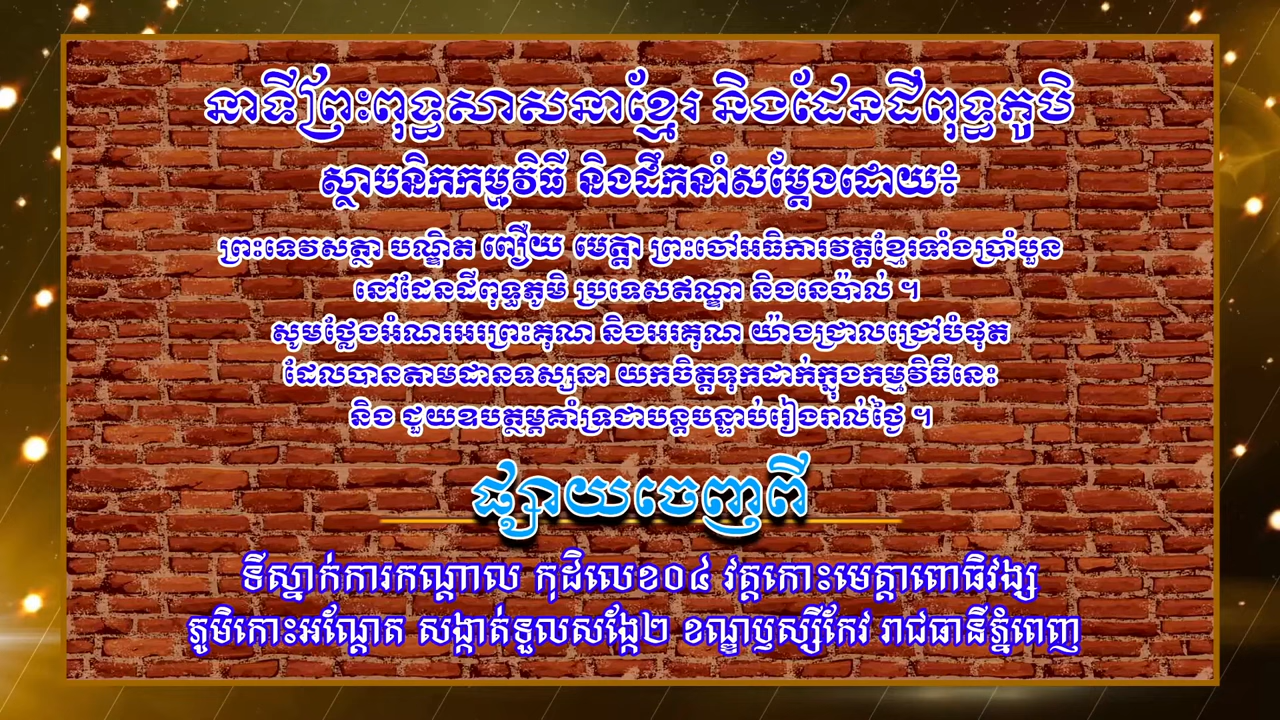 នាទីព្រះពុទ្ធសាសនាខ្មែរ និងដែនដីពុទ្ធភូមិ
ស្ថាបនិកកម្មវិធី និងដឹកនាំសម្តែងដោយ៖
ព្រះទេវសត្ថា បណ្ឌិត ញឿយ មេត្តា ព្រះចៅអធិការវត្តខ្មែរទាំងប្រាំបួន
នៅដែនដីពុទ្ធភូមិ ប្រទេសឥណ្ឌា និងនេប៉ាល់ ។
សូមថ្លែងអំណរអរព្រះគុណ និងអរគុណ យ៉ាងជ្រាលជ្រៅបំផុត
ដែលបានតាមដានទស្សនា យកចិត្តទុកដាក់ក្នុងកម្មវិធីនេះ
និង ជួយឧបត្ថម្ភគាំទ្រជាបន្តបន្ទាប់រៀងរាល់ថ្ងៃ ។
ផ្សាយចេញពី
ទីស្នាក់ការកណ្តាល កុដិលេខ០៤ វត្តកោះមេត្តាពោធិវង្ស
ភូមិកោះអណ្តែត សង្កាត់ទួលសង្កែ២ ខណ្ឌឫស្សីកែវ រាជធានីភ្នំពេញ